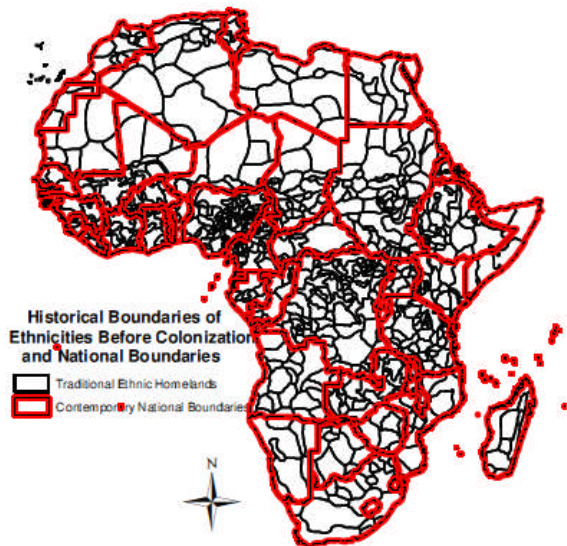 Historical Boundaries of
Ethnicities Before Colonization
and National Boundaries
Traditional Ethnic Homelands
Contemporary National Boundaries
N